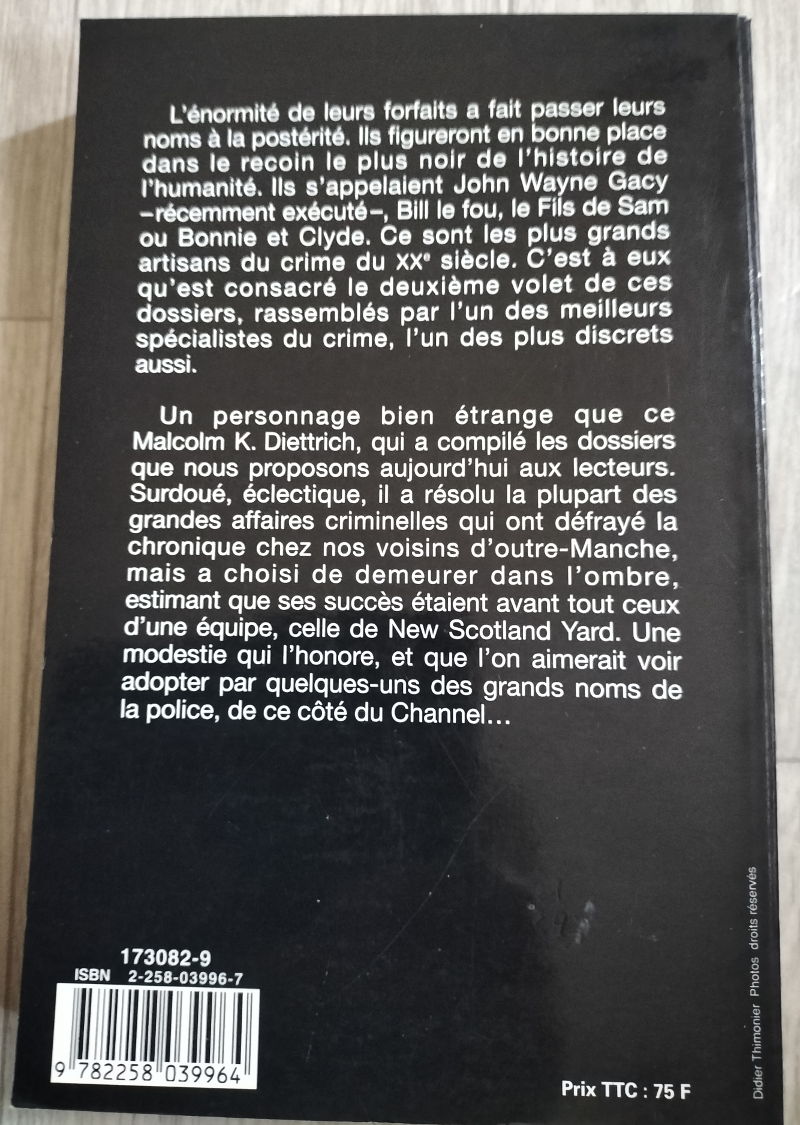 L'énormité de leurs forfaits a fait passer leurs
noms à la postérité. Ils figureront en bonne place
dans le recoin le plus noir de l'histoire de
l'humanité. Ils s'appelaient John Wayne Gacy
–récemment exécuté–, Bill le fou, le Fils de Sam
ou Bonnie et Clyde. Ce sont les plus grands
artisans du crime du XXe siècle. C'est à eux
qu'est consacré le deuxième volet de ces
dossiers, rassemblés par l'un des meilleurs
spécialistes du crime, l'un des plus discrets
aussi.
Un personnage bien étrange que ce
Malcolm K. Diettrich, qui a compilé les dossiers
que nous proposons aujourd'hui aux lecteurs.
Surdoué, éclectique, il a résolu la plupart des
grandes affaires criminelles qui ont défrayé la
chronique chez nos voisins d'outre-Manche,
mais a choisi de demeurer dans l'ombre,
estimant que ses succès étaient avant tout ceux
d'une équipe, celle de New Scotland Yard. Une
modestie qui l'honore, et que l'on aimerait voir
adopter par quelques-uns des grands noms de
la police, de ce côté du Channel...
173082-9
ISBN 2-258-03996-7
9 782258 039964
Prix TTC : 75 F
Didier Thimonier Photos droits réservés